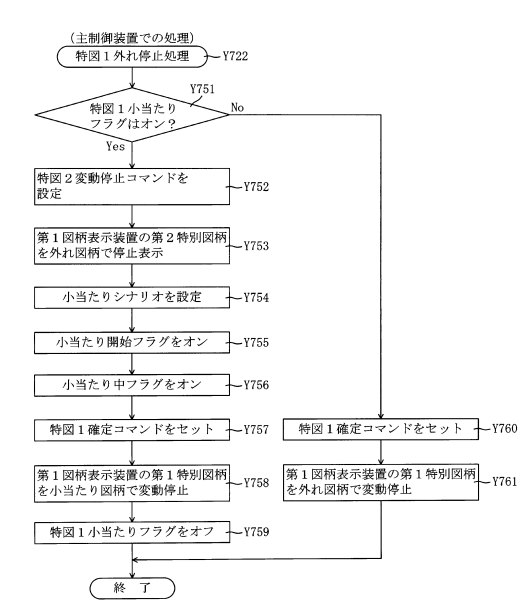 (主制御装置での処理)
特図1外れ停止処理
Y722
Y751
特図1小当たり
フラグはオン?
No
Yes
特図2変動停止コマンドを
設定
Y752
第1図柄表示装置の第2特別図柄
を外れ図柄で停止表示
Y753
小当たりシナリオを設定
Y754
小当たり開始フラグをオン
Y755
小当たり中フラグをオン
Y756
特図1確定コマンドをセット
Y757
特図1確定コマンドをセット
Y760
第1図柄表示装置の第1特別図柄
を小当たり図柄で変動停止
Y758
第1図柄表示装置の第1特別図柄
を外れ図柄で変動停止
Y761
特図1小当たりフラグをオフ
Y759
終 了